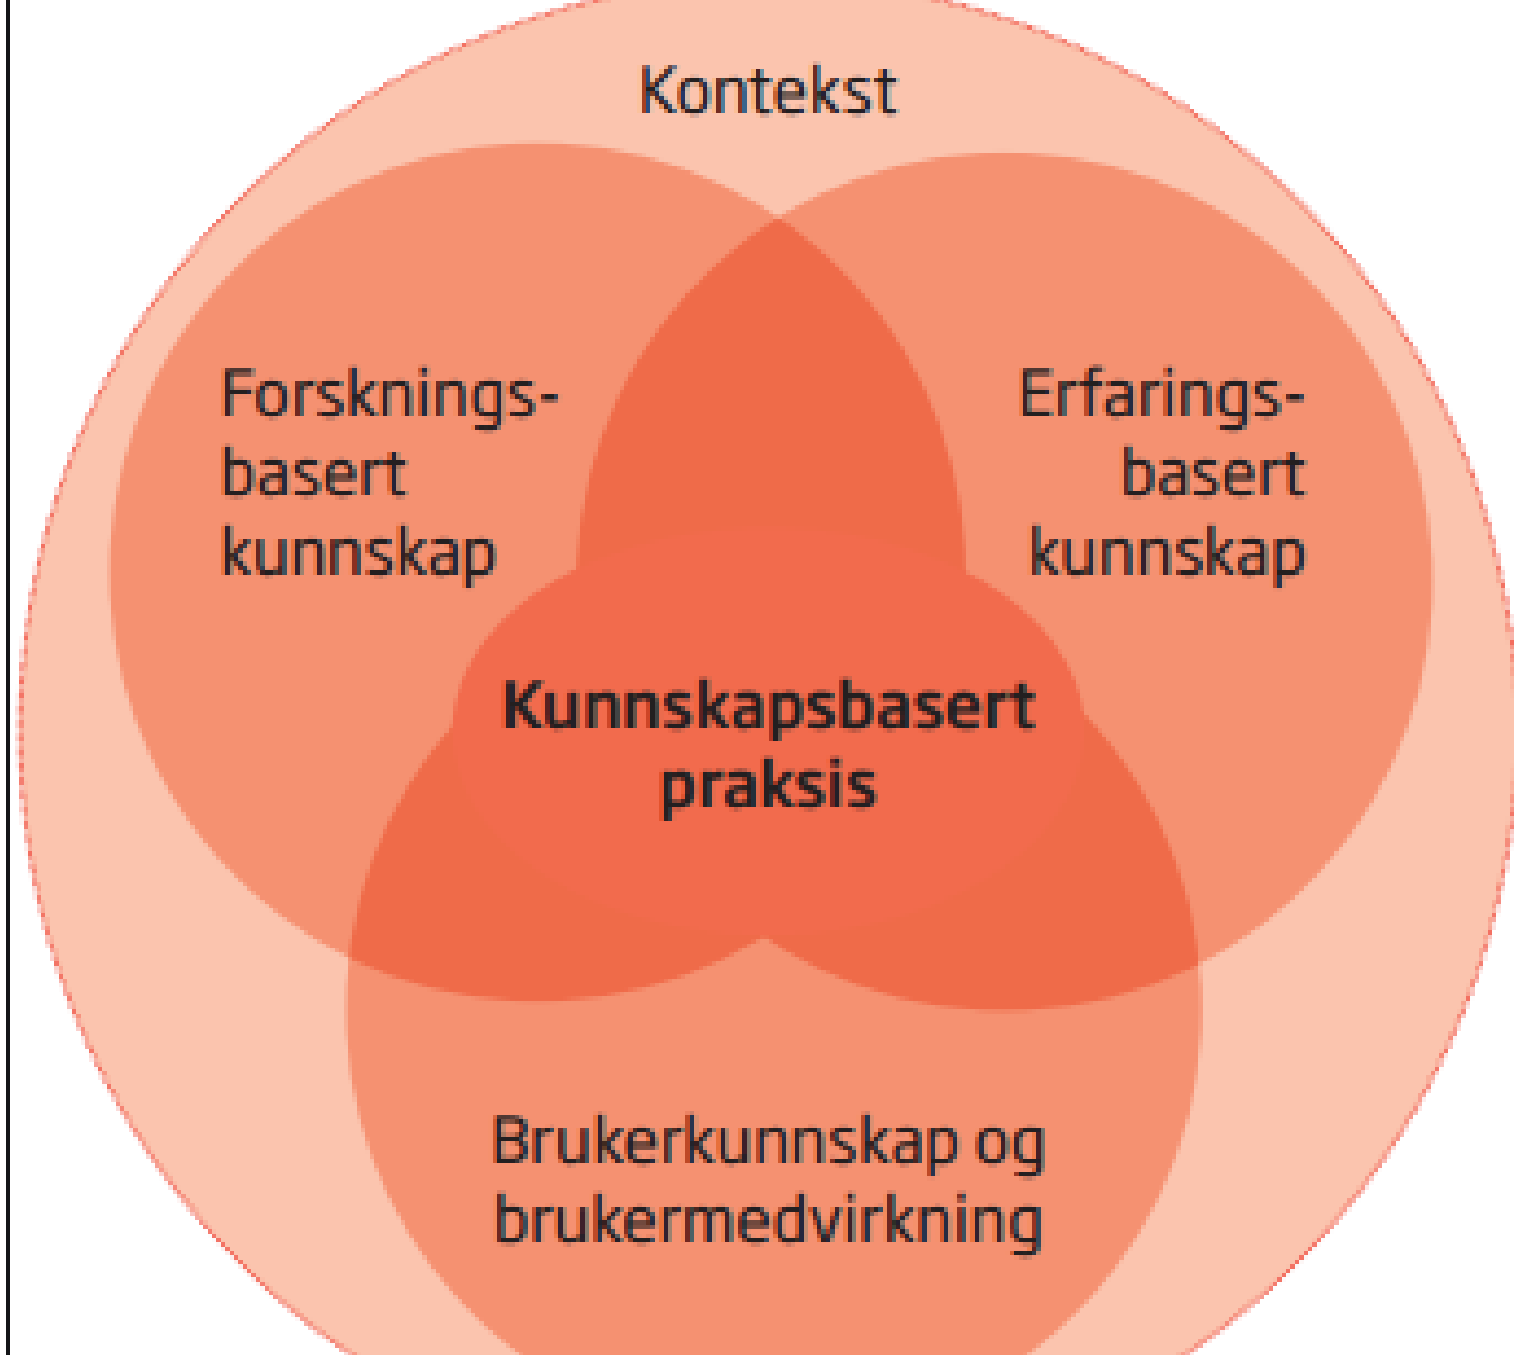 Kontekst
Forsknings-
basert
kunnskap
Erfarings-
basert
kunnskap
Kunnskapsbasert
praksis
Brukerkunnskap og
brukermedvirkning